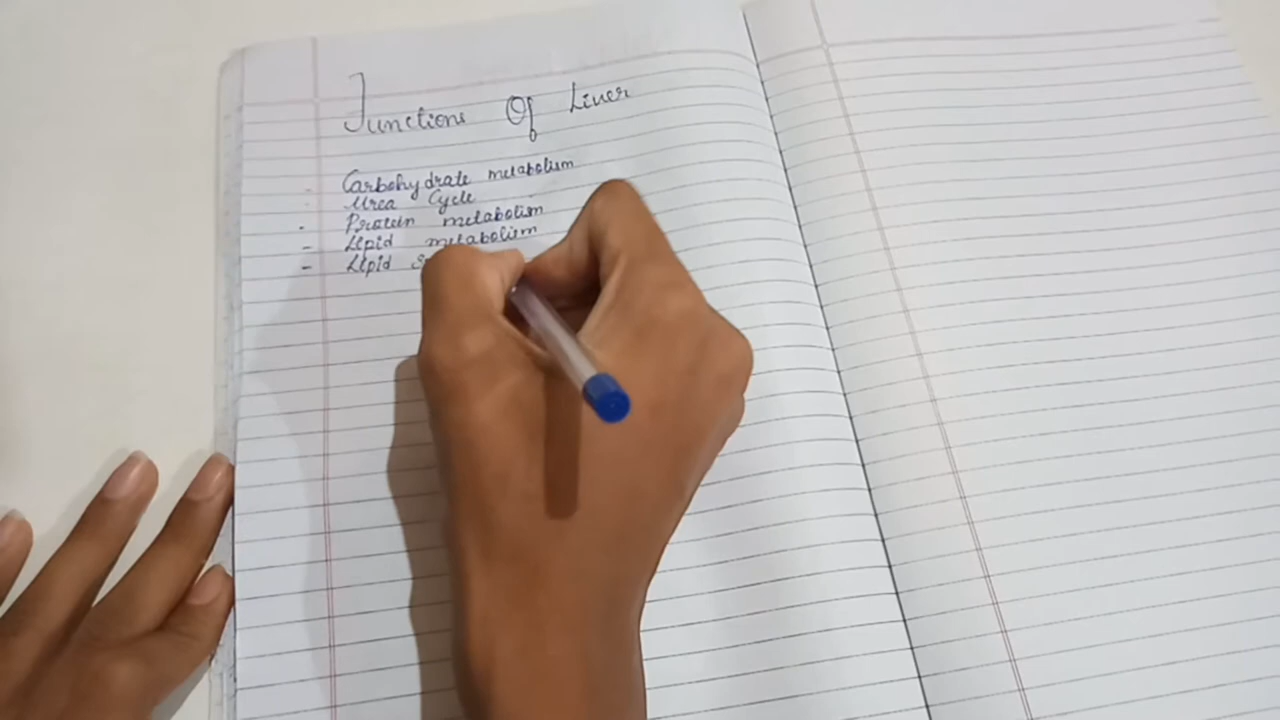 Functions Of Liver
- Carbohydrate metabolism
- Urea Cycle
- Protein metabolism
- Lipid metabolism
- Lipid